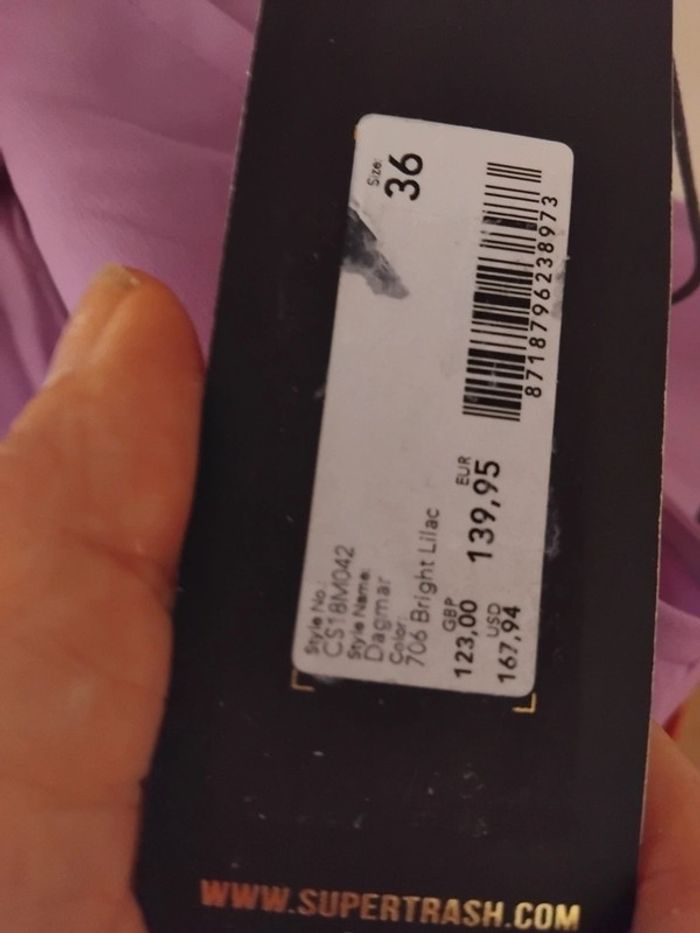 Style No.:
CS18M042
Style Name:
Dagmar
Color:
706 Bright Lilac
GBP
123,00
EUR
139,95
USD
167,94
Size:
36
8718796238973
WWW.SUPERTRASH.COM